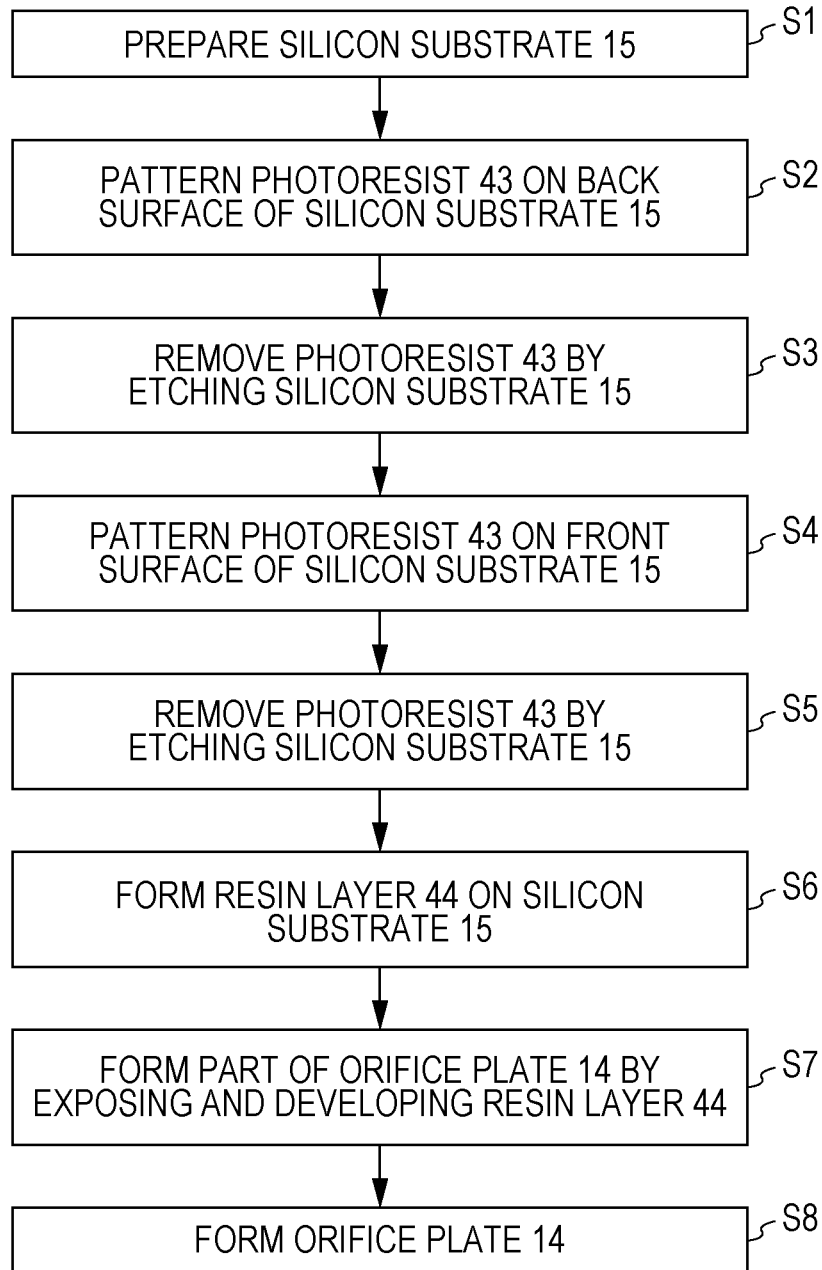 PREPARE SILICON SUBSTRATE 15
S1
PATTERN PHOTORESIST 43 ON BACK
SURFACE OF SILICON SUBSTRATE 15
S2
REMOVE PHOTORESIST 43 BY
ETCHING SILICON SUBSTRATE 15
S3
PATTERN PHOTORESIST 43 ON FRONT
SURFACE OF SILICON SUBSTRATE 15
S4
REMOVE PHOTORESIST 43 BY
ETCHING SILICON SUBSTRATE 15
S5
FORM RESIN LAYER 44 ON SILICON
SUBSTRATE 15
S6
FORM PART OF ORIFICE PLATE 14 BY
EXPOSING AND DEVELOPING RESIN LAYER 44
S7
FORM ORIFICE PLATE 14
S8